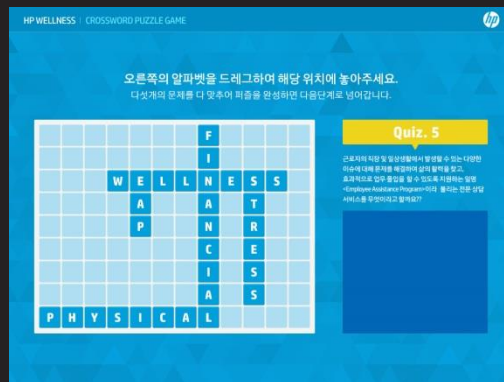 HP WELLNESS | CROSSWORD PUZZLE GAME
hp
오른쪽의 알파벳을 드래그하여 해당 위치에 놓아주세요.
다섯개의 문제를 다 맞추어 퍼즐을 완성하면 다음단계로 넘어갑니다.
Quiz. 5
근로자의 직장 및 일상생활에서 발생할 수 있는 다양한
이슈에 대해 문제를 해결하여 삶의 활력을 찾고,
효과적으로 업무 몰입을 할 수 있도록 지원하는 일명
<Employee Assistance Program>이라 불리는 전문 상담
서비스를 무엇이라고 할까요??
F
I
W E L L N E S S
A A T
P N R
C E
I S
A S
P H Y S I C A L